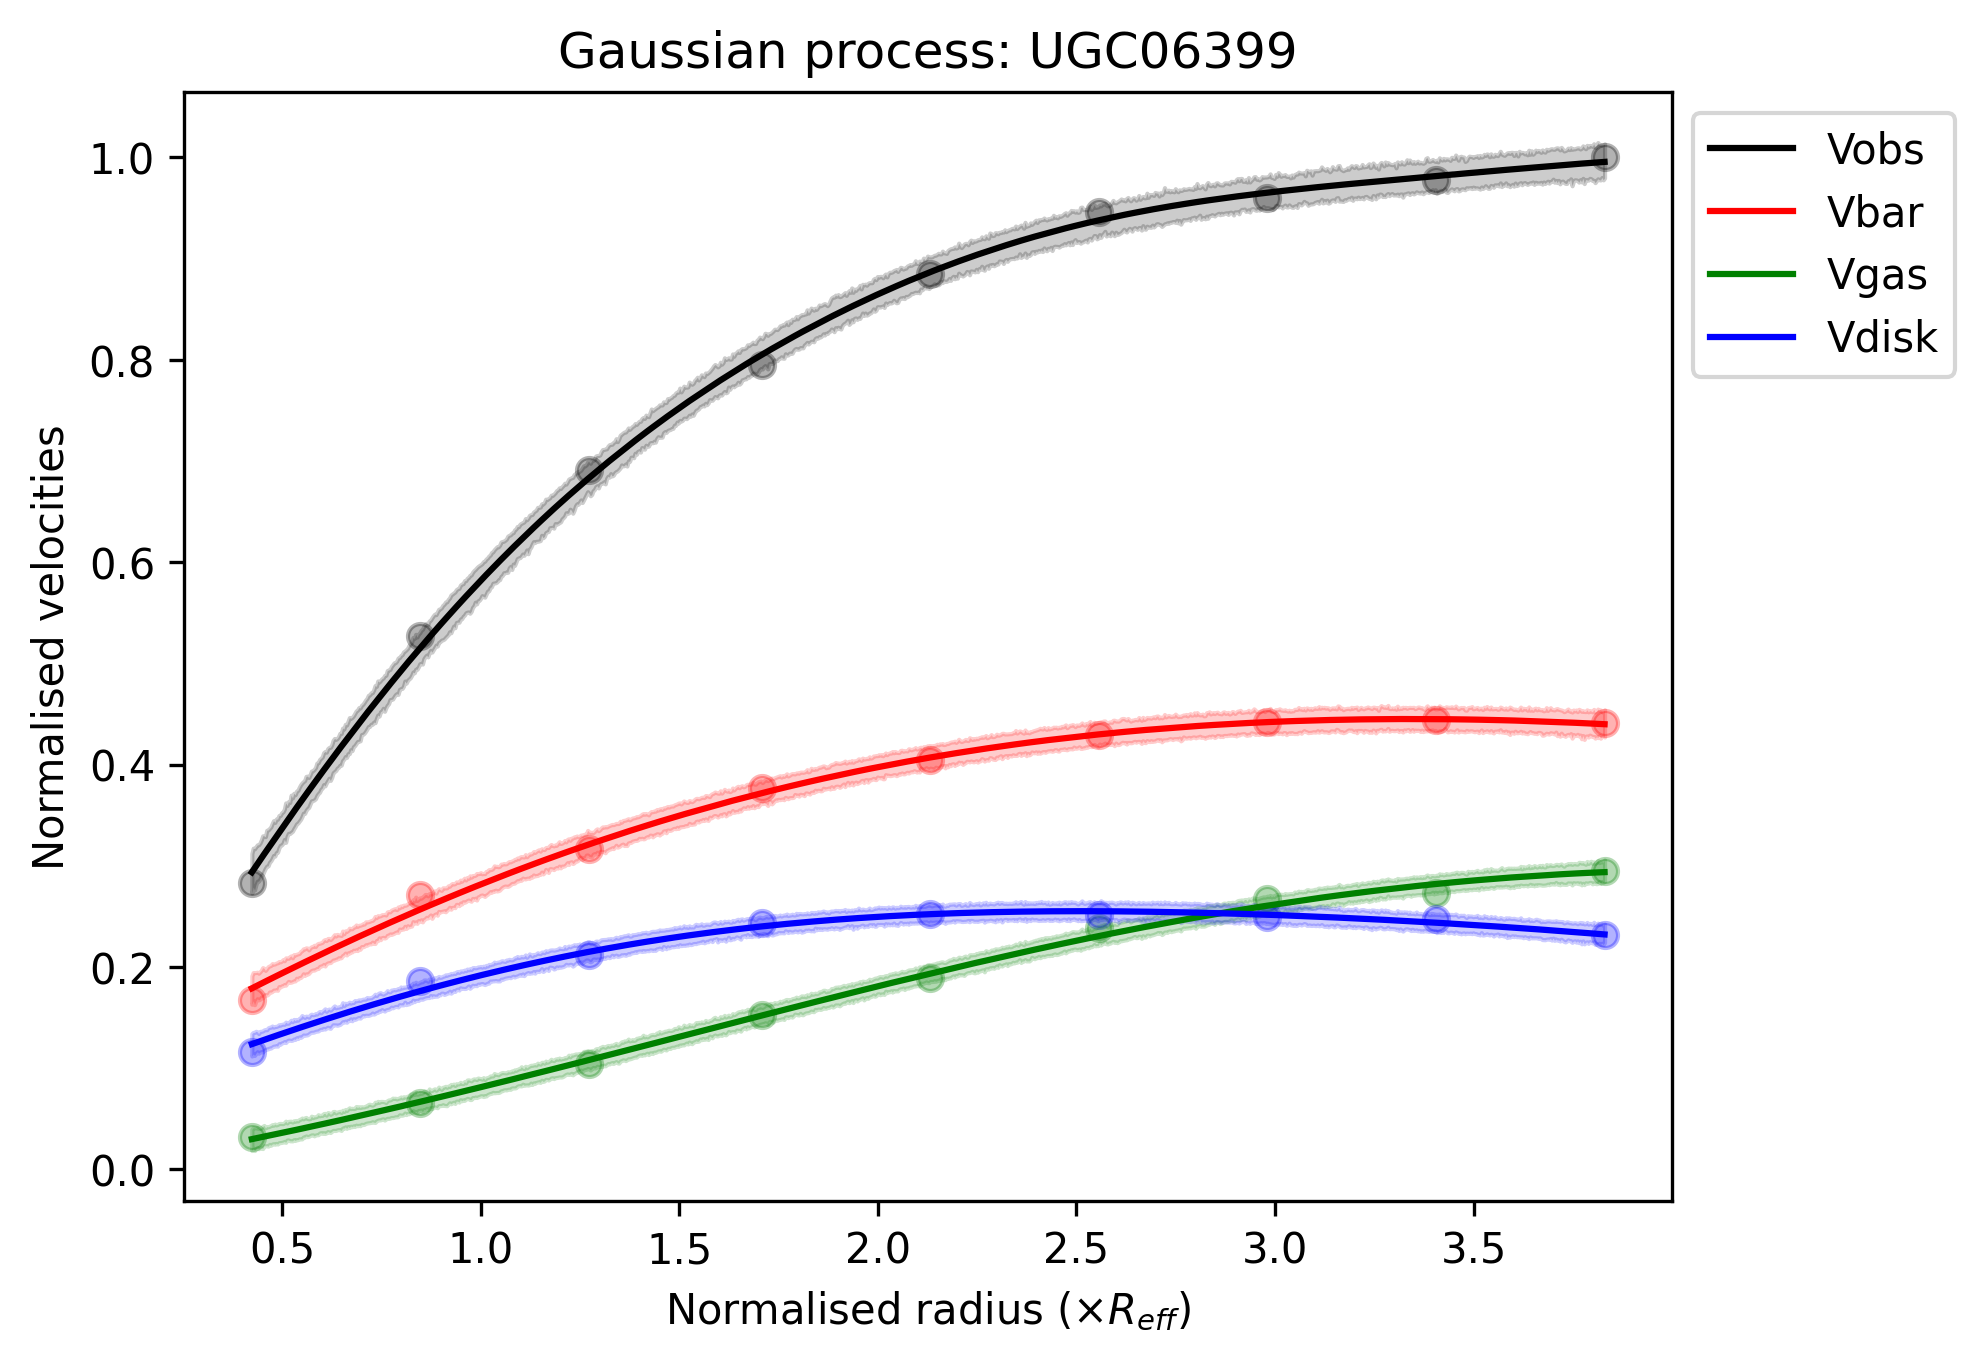 Gaussian process: UGC06399
Vobs
Vbar
Vgas
Vdisk
Normalised velocities
1.0
0.8
0.6
0.4
0.2
0.0
0.5 1.0 1.5 2.0 2.5 3.0 3.5
Normalised radius (×R_eff)